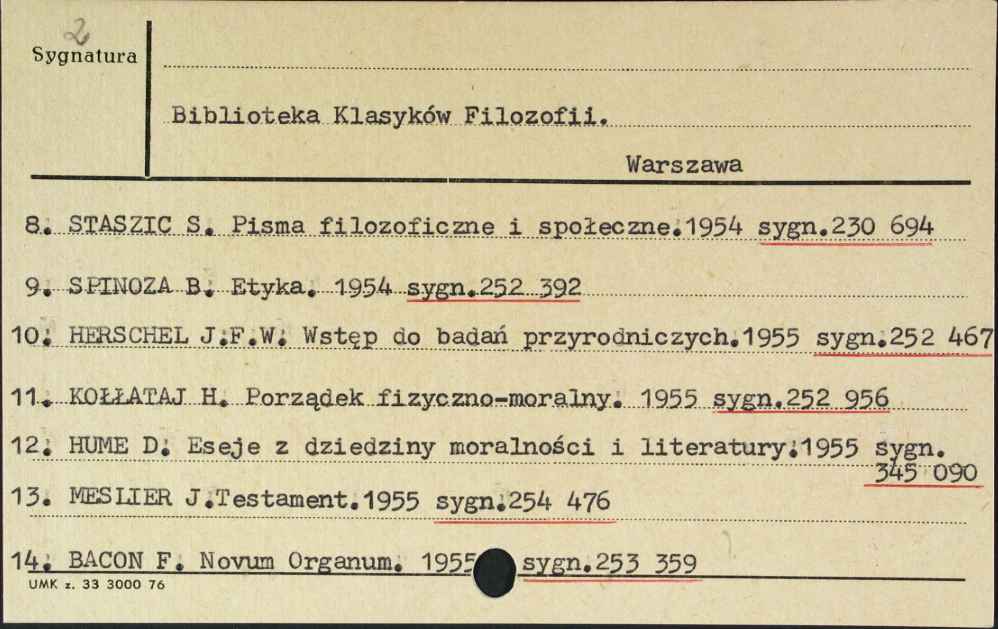 2
Sygnatura
Biblioteka Klasyków Filozofii.
Warszawa
8. STASZIC S. Pisma filozoficzne i społeczne.1954 sygn.230 694
9. SPINOZA B. Etyka. 1954 sygn.252 392
10. HERSCHEL J.F.W. Wstęp do badań przyrodniczych.1955 sygn.252 467
11. KOŁŁATAJ H. Porządek fizyczno-moralny. 1955 sygn.252 956
12. HUME D. Eseje z dziedziny moralności i literatury.1955 sygn.
345 090
13. MESLIER J.Testament.1955 sygn.254 476
14. BACON F. Novum Organum. 1955 sygn.253 359
UMK z. 33 3000 76